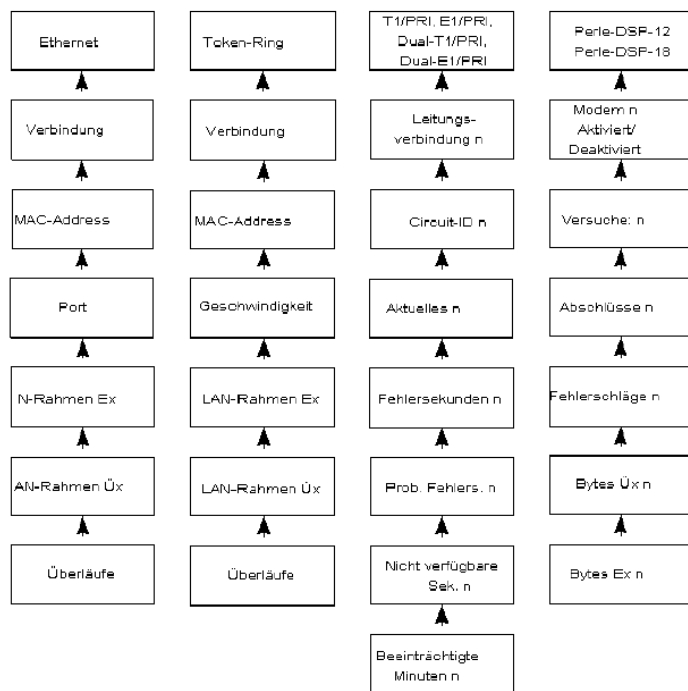 Ethernet
Verbindung
MAC-Address
Port
N-Rahmen Ex
AN-Rahmen Üx
Überläufe
Token-Ring
Verbindung
MAC-Address
Geschwindigkeit
LAN-Rahmen Ex
LAN-Rahmen Üx
Überläufe
T1/PRI, E1/PRI,
Dual-T1/PRI,
Dual-E1/PRI
Leitungs-
verbindung n
Circuit-ID n
Aktuelles n
Fehlersekunden n
Prob. Fehlers. n
Nicht verfügbare
Sek. n
Beeinträchtigte
Minuten n
Perle-DSP-12
Perle-DSP-18
Modem n
Aktiviert/
Deaktiviert
Versuche: n
Abschlüsse n
Fehlerschläge n
Bytes Üx n
Bytes Ex n